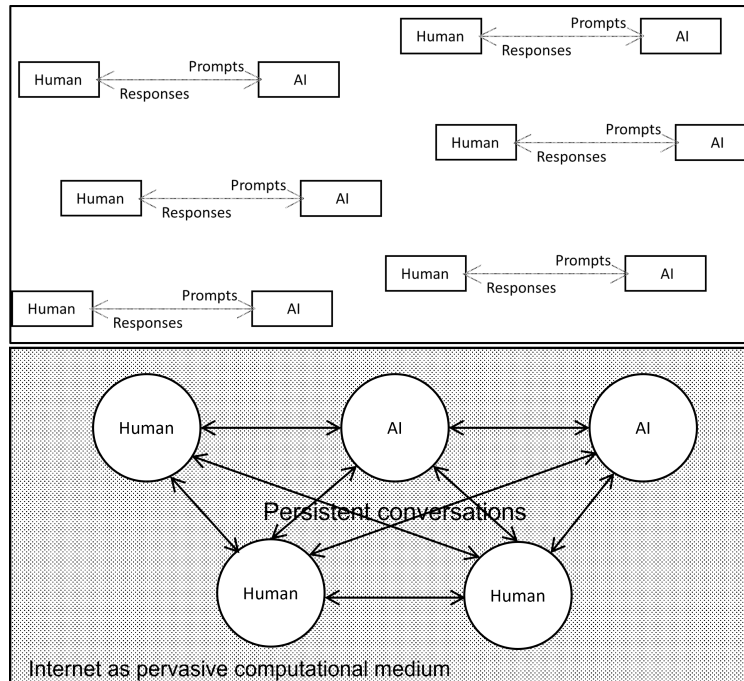 Human
Prompts
AI
Responses
Human
Prompts
AI
Responses
Human
Prompts
AI
Responses
Human
Prompts
AI
Responses
Human
Prompts
AI
Responses
Human
Prompts
AI
Responses
Human
AI
AI
Persistent conversations
Human
Human
Internet as pervasive computational medium